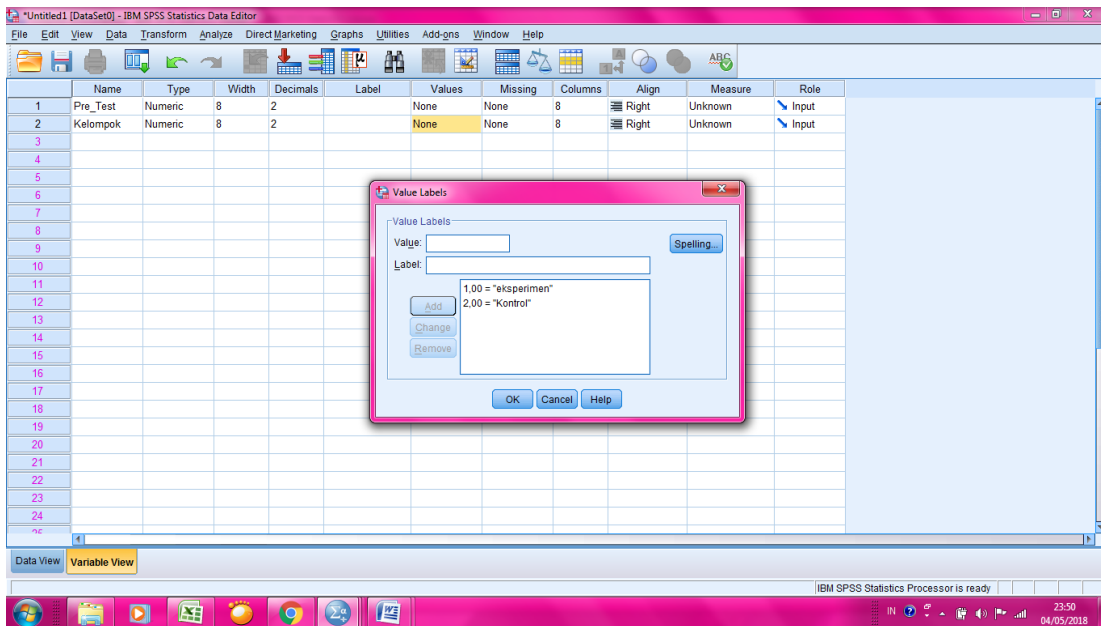 *Untitled1 [DataSet0] - IBM SPSS Statistics Data Editor
File Edit View Data Transform Analyze Direct Marketing Graphs Utilities Add-ons Window Help
Name Type Width Decimals Label Values Missing Columns Align Measure Role
1 Pre_Test Numeric 8 2 None None 8 Right Unknown Input
2 Kelompok Numeric 8 2 None None 8 Right Unknown Input
3
4
5
6
7
8
9
10
11
12
13
14
15
16
17
18
19
20
21
22
23
24
Value Labels
Value Labels
Value:
Spelling...
Label:
1,00 = "eksperimen"
2,00 = "Kontrol"
Add
Change
Remove
OK Cancel Help
Data View Variable View
IBM SPSS Statistics Processor is ready
IN 23:50
04/05/2018